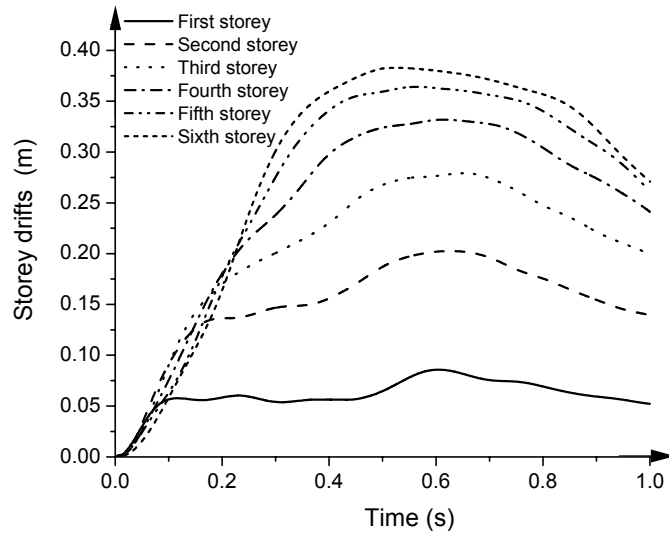 First storey
Second storey
Third storey
Fourth storey
Fifth storey
Sixth storey
0.40
0.35
0.30
0.25
0.20
0.15
0.10
0.05
0.00
Storey drifts (m)
0.0 0.2 0.4 0.6 0.8 1.0
Time (s)